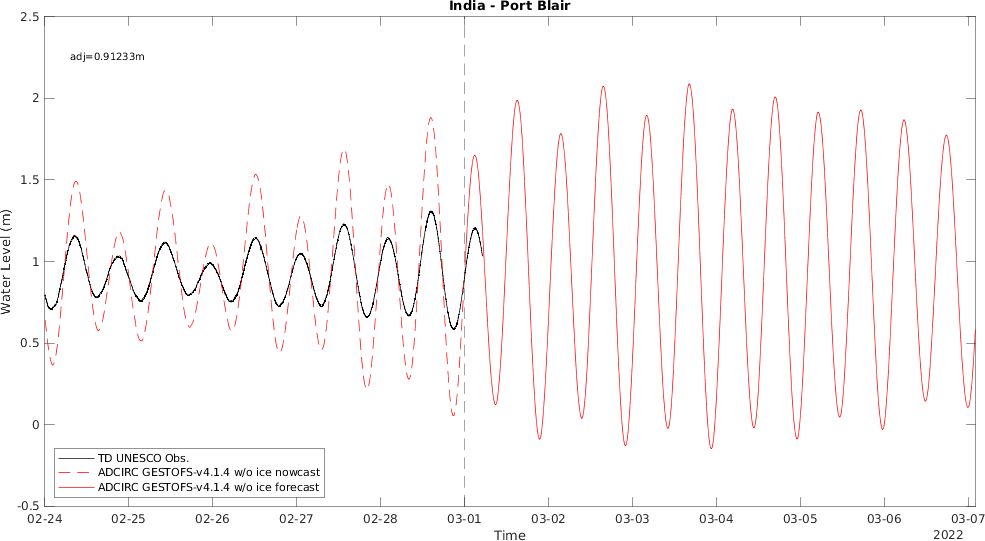 India - Port Blair
2.5
adj=0.91233m
2
1.5
Water Level (m)
1
0.5
0
TD UNESCO Obs.
ADCIRC GESTOFS-v4.1.4 w/o ice nowcast
ADCIRC GESTOFS-v4.1.4 w/o ice forecast
-0.5
02-24 02-25 02-26 02-27 02-28 03-01 03-02 03-03 03-04 03-05 03-06 03-07
Time
2022